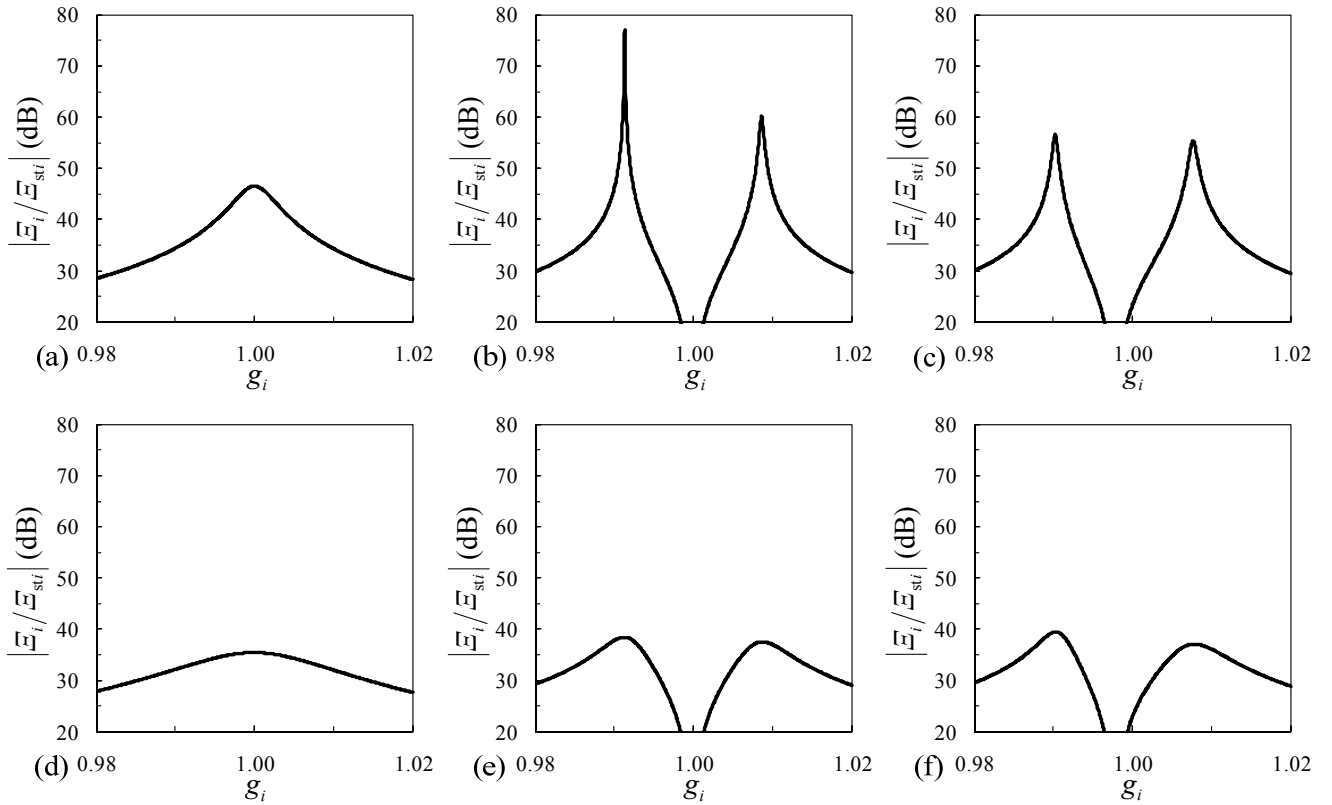 80
70
60
50
40
30
20
|Ξi/Ξsti| (dB)
(a) 0.98 1.00 1.02
gi
80
70
60
50
40
30
20
|Ξi/Ξsti| (dB)
(b) 0.98 1.00 1.02
gi
80
70
60
50
40
30
20
|Ξi/Ξsti| (dB)
(c) 0.98 1.00 1.02
gi
80
70
60
50
40
30
20
|Ξi/Ξsti| (dB)
(d) 0.98 1.00 1.02
gi
80
70
60
50
40
30
20
|Ξi/Ξsti| (dB)
(e) 0.98 1.00 1.02
gi
80
70
60
50
40
30
20
|Ξi/Ξsti| (dB)
(f) 0.98 1.00 1.02
gi